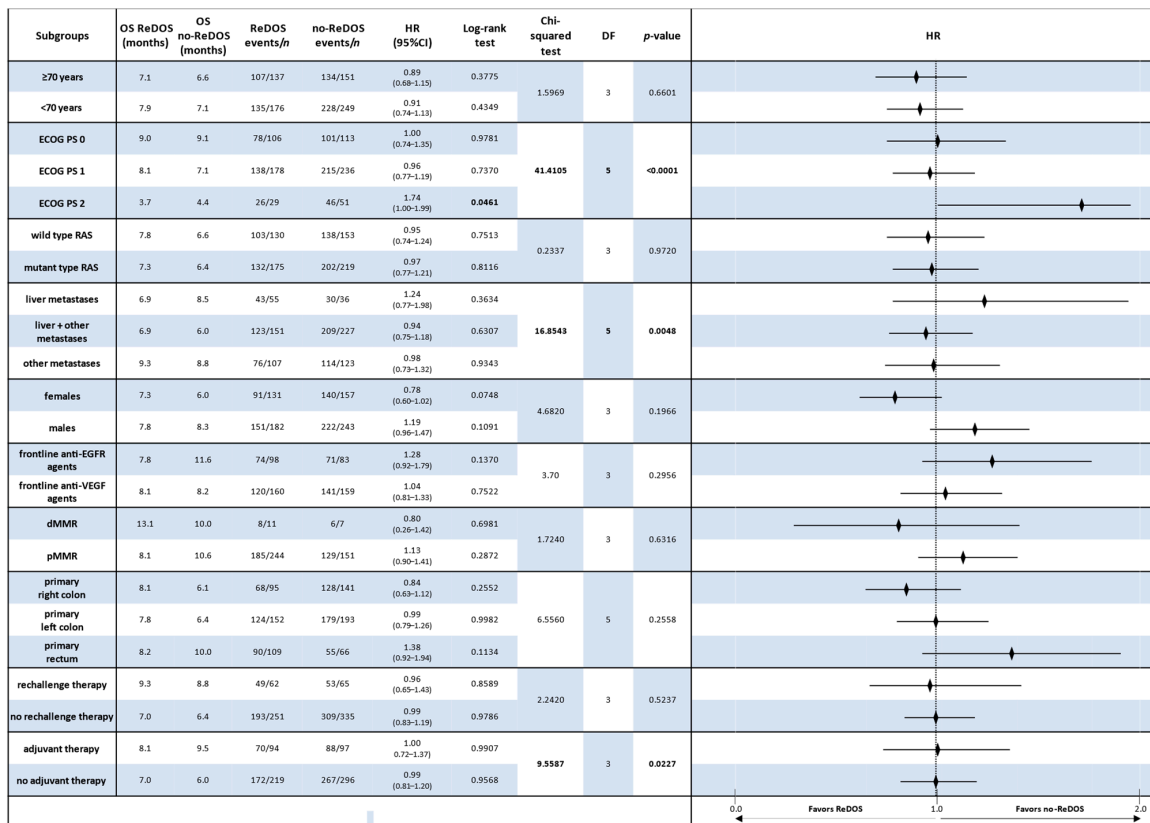 Subgroups OS ReDOS (months) OS no-ReDOS (months) ReDOS events/n no-ReDOS events/n HR (95%CI) Log-rank test Chi-squared test DF p-value HR
≥70 years 7.1 6.6 107/137 134/151 0.89 (0.68–1.15) 0.3775 1.5969 3 0.6601
<70 years 7.9 7.1 135/176 228/249 0.91 (0.74–1.13) 0.4349
ECOG PS 0 9.0 9.1 78/106 101/113 1.00 (0.74–1.35) 0.9781
ECOG PS 1 8.1 7.1 138/178 215/236 0.96 (0.77–1.19) 0.7370 41.4105 5 <0.0001
ECOG PS 2 3.7 4.4 26/29 46/51 1.74 (1.00–1.99) 0.0461
wild type RAS 7.8 6.6 103/130 138/153 0.95 (0.74–1.24) 0.7513 0.2337 3 0.9720
mutant type RAS 7.3 6.4 132/175 202/219 0.97 (0.77–1.21) 0.8116
liver metastases 6.9 8.5 43/55 30/36 1.24 (0.77–1.98) 0.3634
liver + other metastases 6.9 6.0 123/151 209/227 0.94 (0.75–1.18) 0.6307 16.8543 5 0.0048
other metastases 9.3 8.8 76/107 114/123 0.98 (0.73–1.32) 0.9343
females 7.3 6.0 91/131 140/157 0.78 (0.60–1.02) 0.0748 4.6820 3 0.1966
males 7.8 8.3 151/182 222/243 1.19 (0.96–1.47) 0.1091
frontline anti-EGFR agents 7.8 11.6 74/98 71/83 1.28 (0.92–1.79) 0.1370 3.70 3 0.2956
frontline anti-VEGF agents 8.1 8.2 120/160 141/159 1.04 (0.81–1.33) 0.7522
dMMR 13.1 10.0 8/11 6/7 0.80 (0.26–1.42) 0.6981 1.7240 3 0.6316
pMMR 8.1 10.6 185/244 129/151 1.13 (0.90–1.41) 0.2872
primary right colon 8.1 6.1 68/95 128/141 0.84 (0.63–1.12) 0.2552
primary left colon 7.8 6.4 124/152 179/193 0.99 (0.79–1.26) 0.9982 6.5560 5 0.2558
primary rectum 8.2 10.0 90/109 55/66 1.38 (0.92–1.94) 0.1134
rechallenge therapy 9.3 8.8 49/62 53/65 0.96 (0.65–1.43) 0.8589 2.2420 3 0.5237
no rechallenge therapy 7.0 6.4 193/251 309/335 0.99 (0.83–1.19) 0.9786
adjuvant therapy 8.1 9.5 70/94 88/97 1.00 0.72–1.37) 0.9907 9.5587 3 0.0227
no adjuvant therapy 7.0 6.0 172/219 267/296 0.99 (0.81–1.20) 0.9568
0.0 Favors ReDOS 1.0 Favors no-ReDOS 2.0